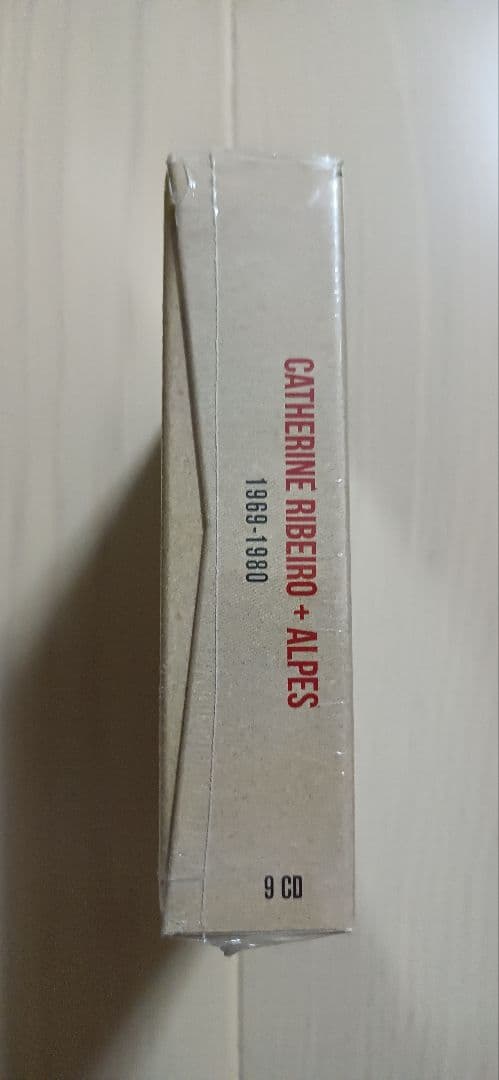 CATHERINE RIBEIRO + ALPES
1969-1980
9 CD